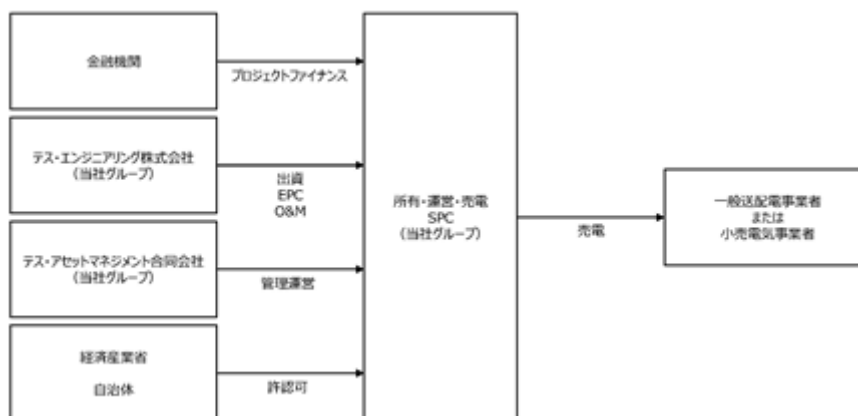 金融機関
プロジェクトファイナンス
テス・エンジニアリング株式会社
(当社グループ)
出資
EPC
O&M
テス・アセットマネジメント合同会社
(当社グループ)
管理運営
経済産業省
自治体
許認可
所有・運営・売電
SPC
(当社グループ)
売電
一般送配電事業者
または
小売電気事業者